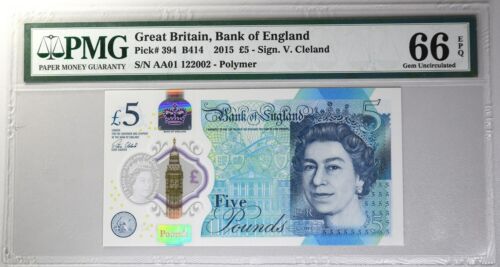 PMG
PAPER MONEY GUARANTY
Great Britain, Bank of England
Pick# 394 B414 2015 £5 - Sign. V. Cleland
S/N AA01 122002 - Polymer
66 EPQ
Gem Uncirculated
£5
Bank of England
5
Five
Pounds
£
Pound